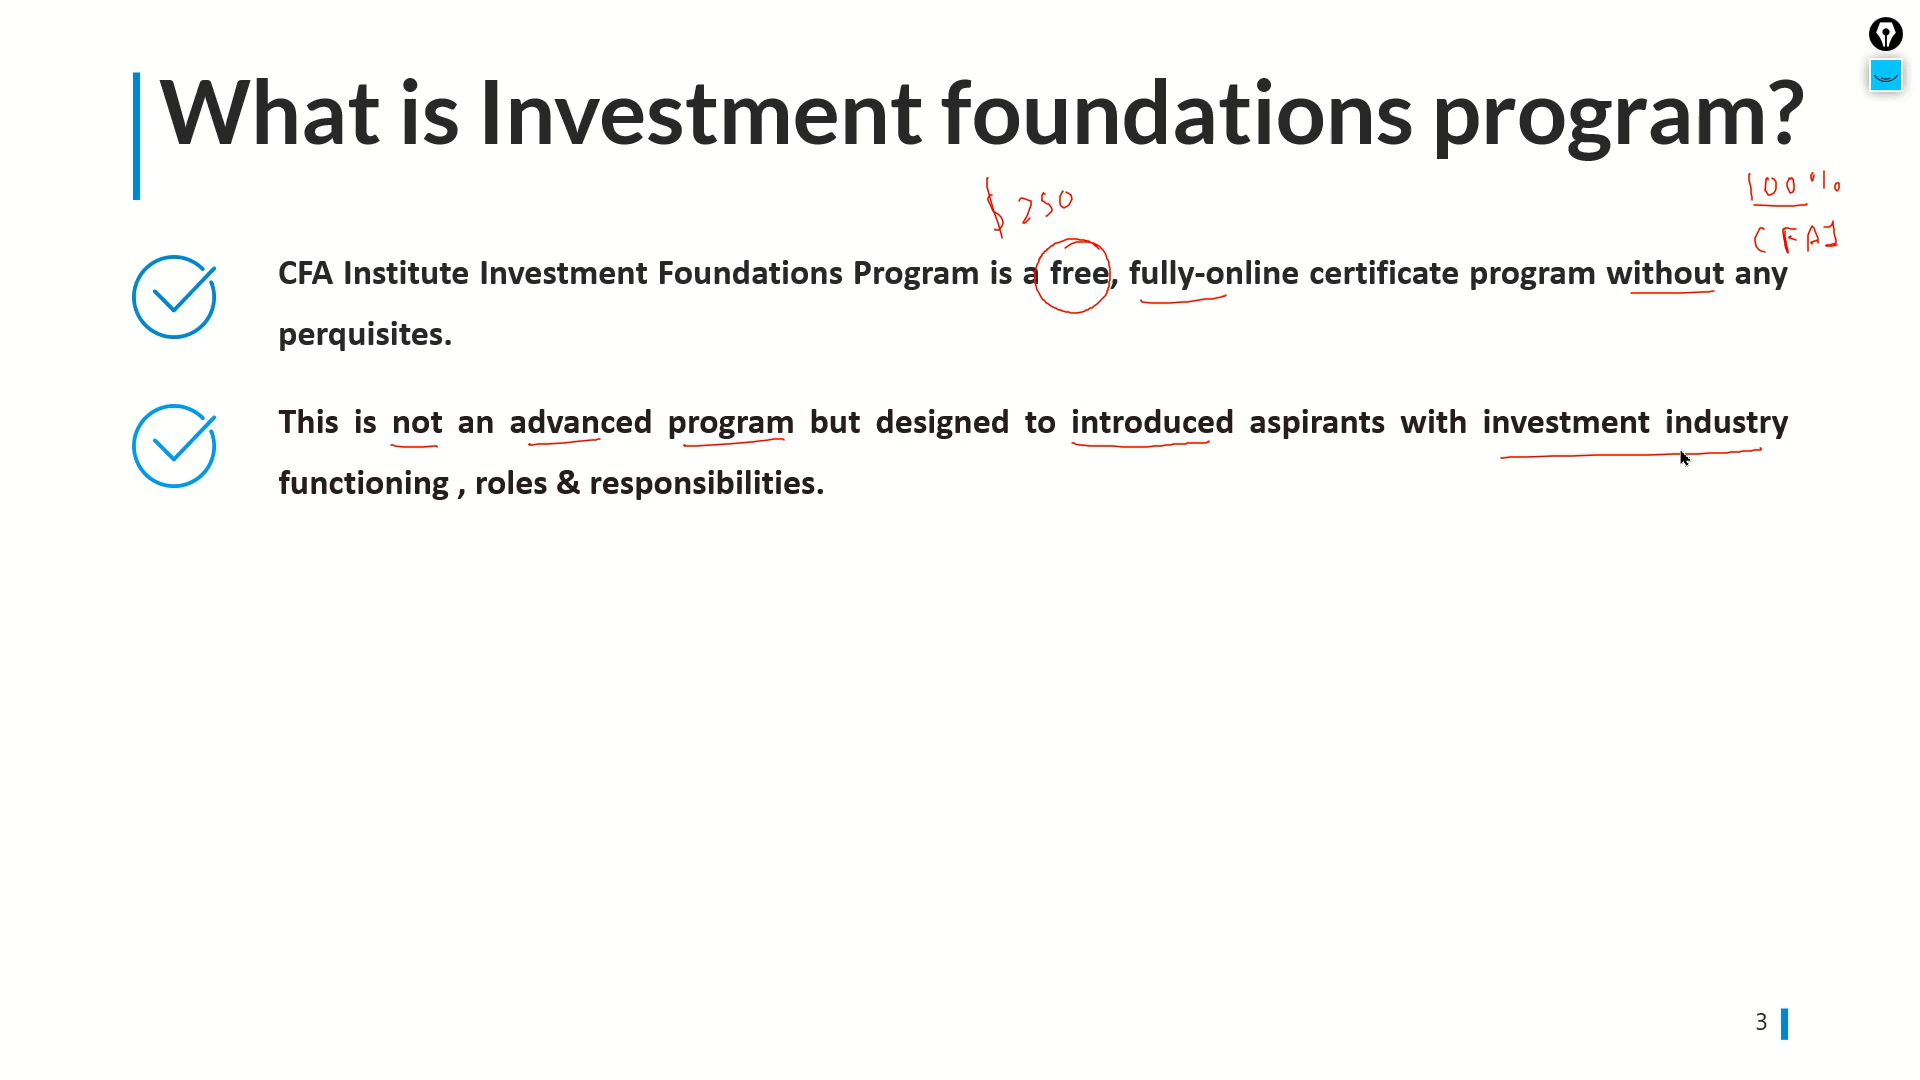 What is Investment foundations program?
$ 250
100%
CFAI
CFA Institute Investment Foundations Program is a free, fully-online certificate program without any
perquisites.
This is not an advanced program but designed to introduced aspirants with investment industry
functioning , roles & responsibilities.
3